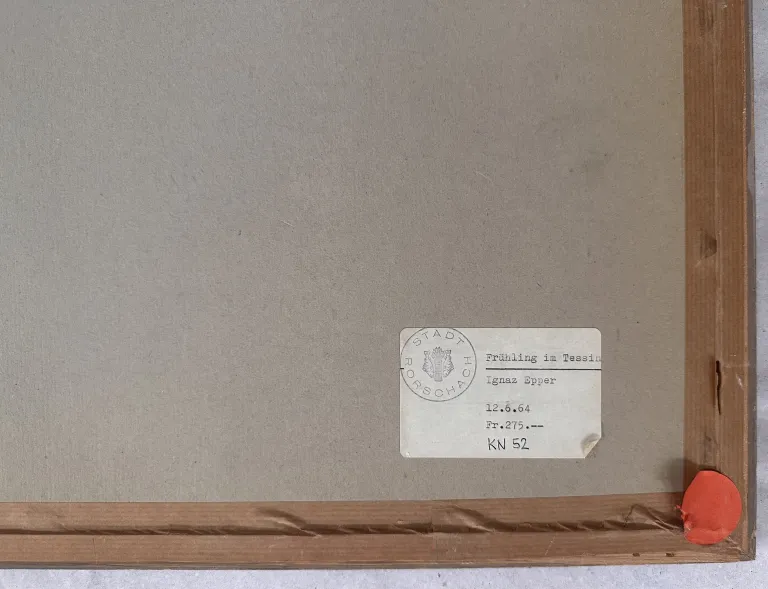 STADT RORSCHACH
Frühling im Tessin
Ignaz Epper
12.6.64
Fr.275.--
KN 52